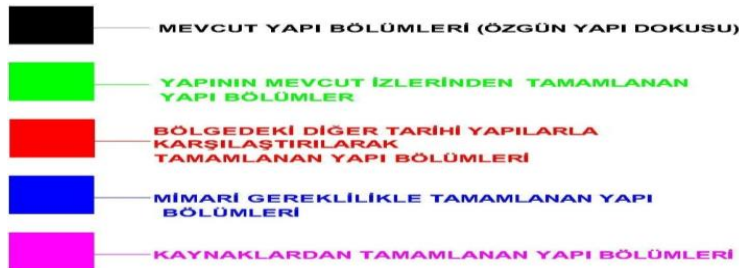 MEVCUT YAPI BÖLÜMLERİ (ÖZGÜN YAPI DOKUSU)
YAPININ MEVCUT İZLERİNDEN TAMAMLANAN
YAPI BÖLÜMLER
BÖLGEDEKİ DİĞER TARİHİ YAPILARLA
KARŞILAŞTIRILARAK
TAMAMLANAN YAPI BÖLÜMLERİ
MİMARİ GEREKLİLİKLE TAMAMLANAN YAPI
BÖLÜMLERİ
KAYNAKLARDAN TAMAMLANAN YAPI BÖLÜMLERİ